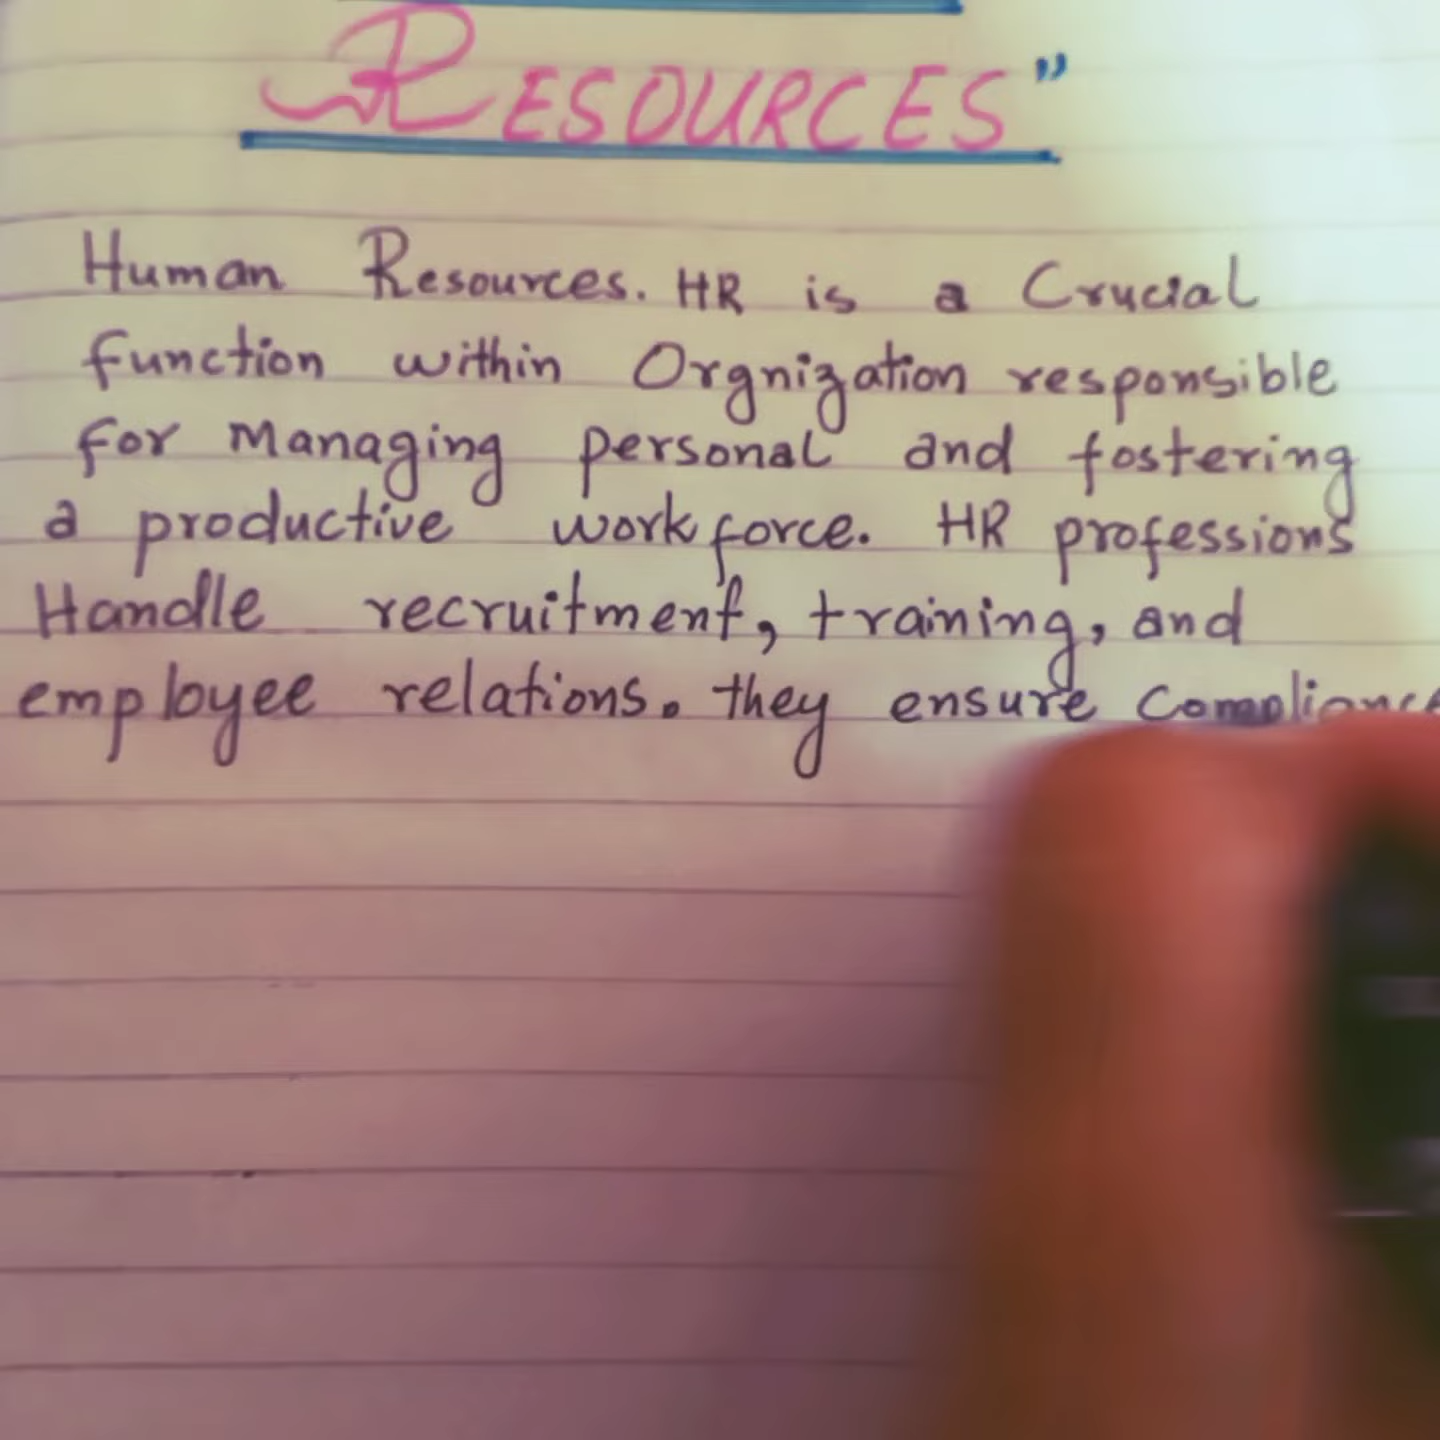 RESOURCES"
Human Resources. HR is a Crucial
function within Orgnization responsible
for Managing personal and fostering
a productive workforce. HR professions
Handle recruitment, training, and
employee relations. they ensure Compliance